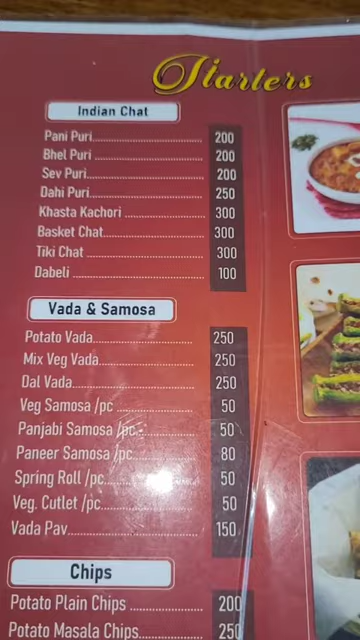 Starters
Indian Chat
Pani Puri 200
Bhel Puri 200
Sev Puri 200
Dahi Puri 250
Khasta Kachori 300
Basket Chat 300
Tiki Chat 300
Dabeli 100
Vada & Samosa
Potato Vada 250
Mix Veg Vada 250
Dal Vada 250
Veg Samosa /pc 50
Panjabi Samosa /pc 50
Paneer Samosa /pc 80
Spring Roll /pc 50
Veg. Cutlet /pc 50
Vada Pav 150
Chips
Potato Plain Chips 200
Potato Masala Chips 250